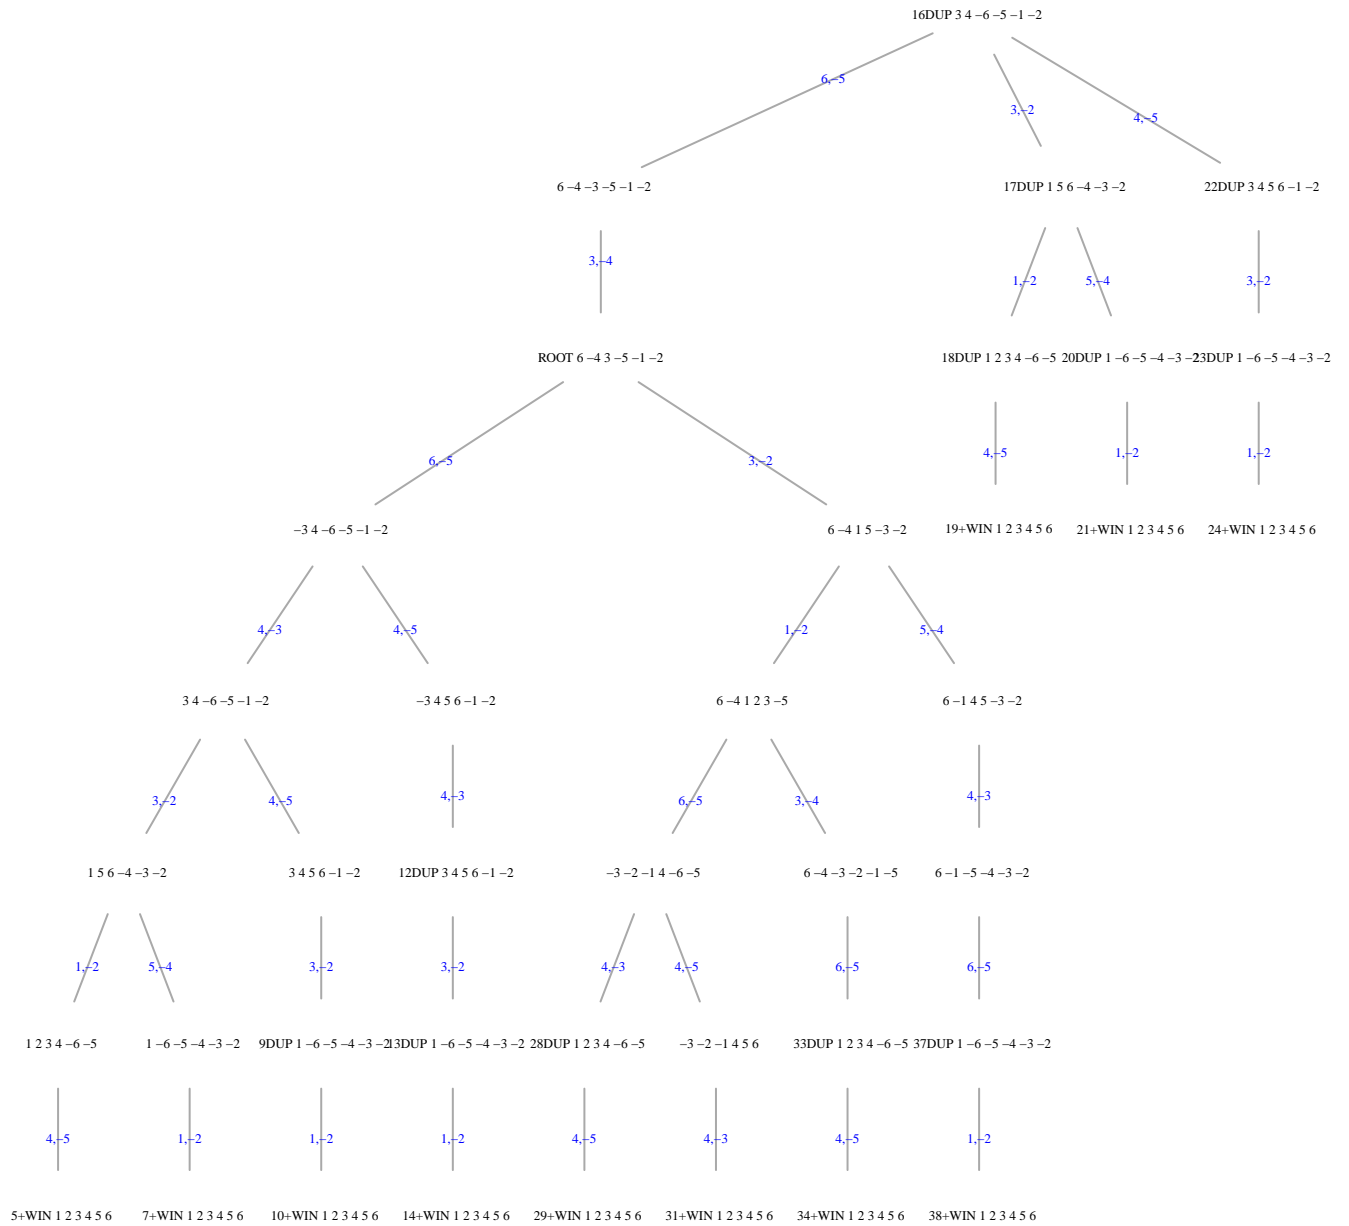 16DUP 3 4 −6 −5 −1 −2
6,−5
3,−2
4,−5
6 −4 −3 −5 −1 −2
17DUP 1 5 6 −4 −3 −2
22DUP 3 4 5 6 −1 −2
3,−4
1,−2
5,−4
3,−2
ROOT 6 −4 3 −5 −1 −2
18DUP 1 2 3 4 −6 −5
20DUP 1 −6 −5 −4 −3 −2
23DUP 1 −6 −5 −4 −3 −2
6,−5
3,−2
4,−5
1,−2
1,−2
−3 4 −6 −5 −1 −2
6 −4 1 5 −3 −2
19+WIN 1 2 3 4 5 6
21+WIN 1 2 3 4 5 6
24+WIN 1 2 3 4 5 6
4,−3
4,−5
1,−2
5,−4
3 4 −6 −5 −1 −2
−3 4 5 6 −1 −2
6 −4 1 2 3 −5
6 −1 4 5 −3 −2
3,−2
4,−5
4,−3
6,−5
3,−4
4,−3
1 5 6 −4 −3 −2
3 4 5 6 −1 −2
12DUP 3 4 5 6 −1 −2
−3 −2 −1 4 −6 −5
6 −4 −3 −2 −1 −5
6 −1 −5 −4 −3 −2
1,−2
5,−4
3,−2
3,−2
4,−3
4,−5
6,−5
6,−5
1 2 3 4 −6 −5
1 −6 −5 −4 −3 −2
9DUP 1 −6 −5 −4 −3 −2
13DUP 1 −6 −5 −4 −3 −2
28DUP 1 2 3 4 −6 −5
−3 −2 −1 4 5 6
33DUP 1 2 3 4 −6 −5
37DUP 1 −6 −5 −4 −3 −2
4,−5
1,−2
1,−2
1,−2
4,−5
4,−3
4,−5
1,−2
5+WIN 1 2 3 4 5 6
7+WIN 1 2 3 4 5 6
10+WIN 1 2 3 4 5 6
14+WIN 1 2 3 4 5 6
29+WIN 1 2 3 4 5 6
31+WIN 1 2 3 4 5 6
34+WIN 1 2 3 4 5 6
38+WIN 1 2 3 4 5 6